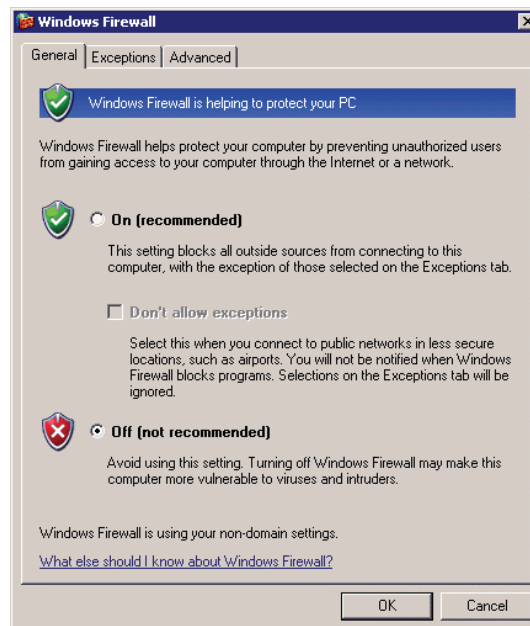 Windows Firewall
General Exceptions Advanced
Windows Firewall is helping to protect your PC
Windows Firewall helps protect your computer by preventing unauthorized users
from gaining access to your computer through the Internet or a network.
On (recommended)
This setting blocks all outside sources from connecting to this
computer, with the exception of those selected on the Exceptions tab.
Don't allow exceptions
Select this when you connect to public networks in less secure
locations, such as airports. You will not be notified when Windows
Firewall blocks programs. Selections on the Exceptions tab will be
ignored.
Off (not recommended)
Avoid using this setting. Turning off Windows Firewall may make this
computer more vulnerable to viruses and intruders.
Windows Firewall is using your non-domain settings.
What else should I know about Windows Firewall?
OK Cancel